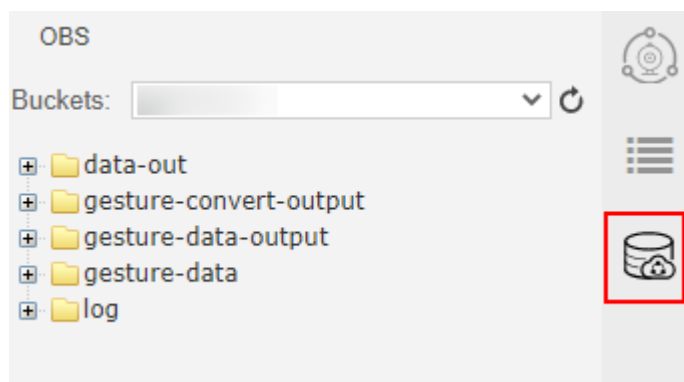 OBS
Buckets:
data-out
gesture-convert-output
gesture-data-output
gesture-data
log